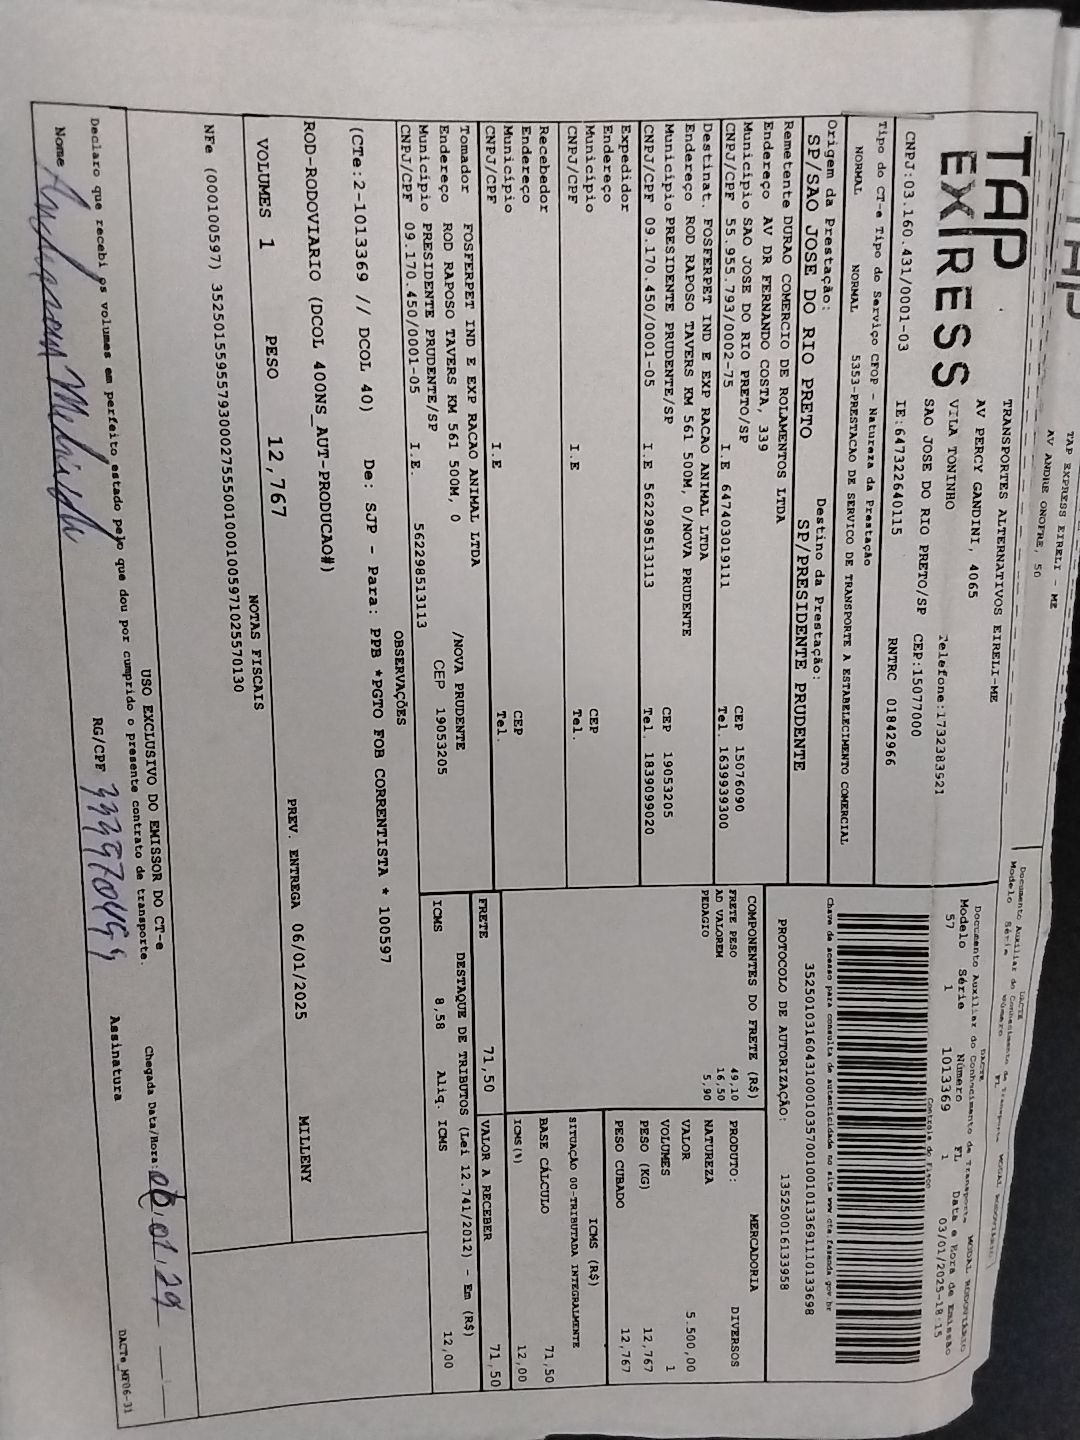 TAP EXPRESS EIRELI - ME
AV ANDRE ONOFRE, 50
TAP
EXPRESS
TRANSPORTES ALTERNATIVOS EIRELI-ME
AV PERCY GANDINI, 4065
VILA TONINHO
Telefone:1732383921
SAO JOSE DO RIO PRETO/SP CEP:15077000
CNPJ:03.160.431/0001-03 IE:647322640115 RNTRC 01842966
DACTE
Documento Auxiliar do Conhecimento de Transporte
MODAL RODOVIÁRIO
Modelo Série Número FL Data e Hora de Emissão
57 1 1013369 1 03/01/2025-18:15
Controle do Fisco
Chave de acesso para consulta de autenticidade no site www.cte.fazenda.gov.br
35250103160431000103570010010133691110133698
PROTOCOLO DE AUTORIZAÇÃO: 135250016133958
Tipo do CT-e Tipo do Serviço CFOP - Natureza da Prestação
NORMAL NORMAL 5353-PRESTACAO DE SERVICO DE TRANSPORTE A ESTABELECIMENTO COMERCIAL
Origem da Prestação: Destino da Prestação:
SP/SAO JOSE DO RIO PRETO SP/PRESIDENTE PRUDENTE
Remetente DURAO COMERCIO DE ROLAMENTOS LTDA
Endereço AV DR FERNANDO COSTA, 339
Município SAO JOSE DO RIO PRETO/SP CEP 15076090
CNPJ/CPF 55.955.793/0002-75 I.E 647403019111 Tel. 1639939300
Destinat. FOSFERPET IND E EXP RACAO ANIMAL LTDA
Endereço ROD RAPOSO TAVERS KM 561 500M, 0/NOVA PRUDENTE
Município PRESIDENTE PRUDENTE/SP CEP 19053205
CNPJ/CPF 09.170.450/0001-05 I.E 562298513113 Tel. 1839099020
Expedidor
Endereço
Município CEP
CNPJ/CPF I.E Tel.
Recebedor
Endereço
Município CEP
CNPJ/CPF I.E Tel.
Tomador FOSFERPET IND E EXP RACAO ANIMAL LTDA
Endereço ROD RAPOSO TAVERS KM 561 500M, 0 /NOVA PRUDENTE
Município PRESIDENTE PRUDENTE/SP CEP 19053205
CNPJ/CPF 09.170.450/0001-05 I.E. 562298513113
COMPONENTES DO FRETE (R$)
FRETE PESO 49,10
AD VALOREM 16,50
PEDAGIO 5,90
MERCADORIA
PRODUTO: DIVERSOS
NATUREZA
VALOR 5.500,00
VOLUMES 1
PESO (KG) 12,767
PESO CUBADO 12,767
ICMS (R$)
SITUAÇÃO 00-TRIBUTADA INTEGRALMENTE
BASE CÁLCULO 71,50
ICMS(%) 12,00
FRETE 71,50 VALOR A RECEBER 71,50
DESTAQUE DE TRIBUTOS (Lei 12.741/2012) - Em (R$)
ICMS 8,58 Aliq. ICMS 12,00
OBSERVAÇÕES
(CTe:2-1013369 // DCOL 40) De: SJP - Para: PPB *PGTO FOB CORRENTISTA * 100597
ROD-RODOVIARIO (DCOL 400NS_AUT-PRODUCAO#)
PREV. ENTREGA 06/01/2025 MILLENY
VOLUMES 1 PESO 12,767
NOTAS FISCAIS
NFe (000100597) 35250155955793000275550010001005971025570130
USO EXCLUSIVO DO EMISSOR DO CT-e
Declaro que recebi os volumes em perfeito estado pelo que dou por cumprido o presente contrato de transporte.
Chegada Data/Hora:
Nome RG/CPF Assinatura
DACTe_MF06-31